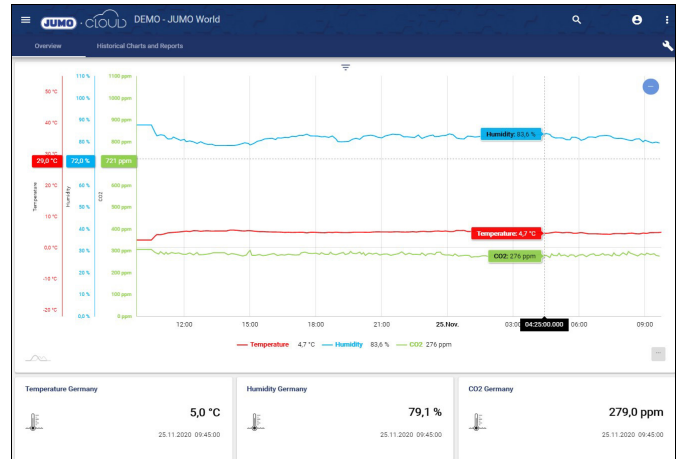 JUMO · CLOUD DEMO - JUMO World
Overview Historical Charts and Reports
110 % 1100 ppm
50 °C
100 % 1000 ppm
40 °C 90 % 900 ppm
80 % 800 ppm
Humidity: 83,6 %
29,0 °C 72,0 % 721 ppm
20 °C 60 % 600 ppm
Temperature Humidity CO2
50 % 500 ppm
10 °C
40 % 400 ppm
Temperature: 4,7 °C
0,0 °C
30 % 300 ppm
CO2: 276 ppm
-10 °C 20 % 200 ppm
10 % 100 ppm
-20 °C
0,0 % 0 ppm
12:00 15:00 18:00 21:00 25.Nov. 03:00 04:25:00.000 06:00 09:00
Temperature 4,7 °C Humidity 83,6 % CO2 276 ppm
Temperature Germany Humidity Germany CO2 Germany
5,0 °C 79,1 % 279,0 ppm
25.11.2020 09:45:00 25.11.2020 09:45:00 25.11.2020 09:45:00